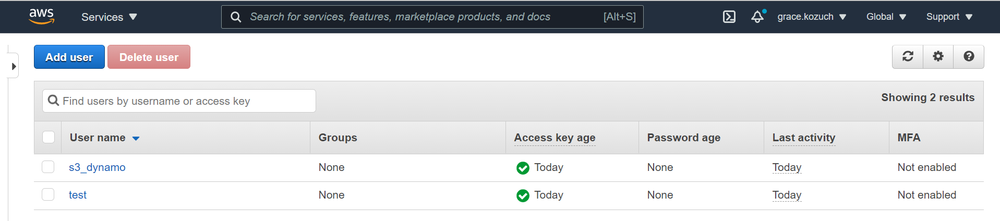 aws Services Search for services, features, marketplace products, and docs [Alt+S] grace.kozuch Global Support
Add user Delete user
Find users by username or access key Showing 2 results
User name Groups Access key age Password age Last activity MFA
s3_dynamo None Today None Today Not enabled
test None Today None Today Not enabled